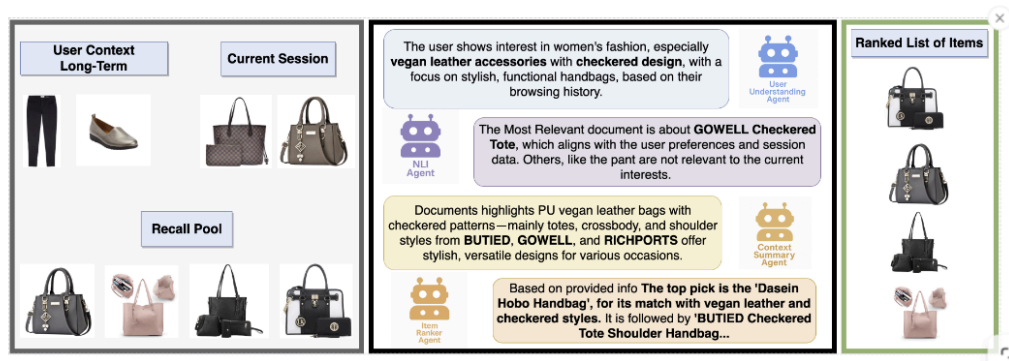 User Context
Long-Term
Current Session
Recall Pool
The user shows interest in women's fashion, especially
vegan leather accessories with checkered design, with a
focus on stylish, functional handbags, based on their
browsing history.
User
Understanding
Agent
NLI
Agent
The Most Relevant document is about GOWELL Checkered
Tote, which aligns with the user preferences and session
data. Others, like the pant are not relevant to the current
interests.
Documents highlights PU vegan leather bags with
checkered patterns—mainly totes, crossbody, and shoulder
styles from BUTIED, GOWELL, and RICHPORTS offer
stylish, versatile designs for various occasions.
Context
Summary
Agent
Item
Ranker
Agent
Based on provided info The top pick is the 'Dasein
Hobo Handbag', for its match with vegan leather and
checkered styles. It is followed by 'BUTIED Checkered
Tote Shoulder Handbag...
Ranked List of Items